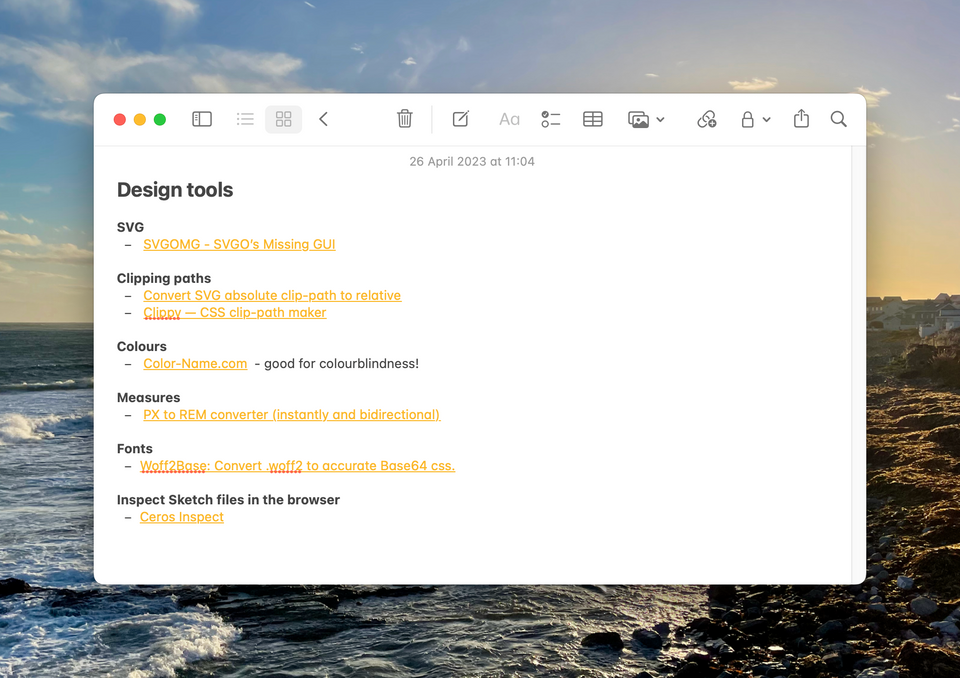 Aa
26 April 2023 at 11:04
Design tools
SVG
– SVGOMG - SVGO's Missing GUI
Clipping paths
– Convert SVG absolute clip-path to relative
– Clippy — CSS clip-path maker
Colours
– Color-Name.com - good for colourblindness!
Measures
– PX to REM converter (instantly and bidirectional)
Fonts
– Woff2Base: Convert .woff2 to accurate Base64 css.
Inspect Sketch files in the browser
– Ceros Inspect